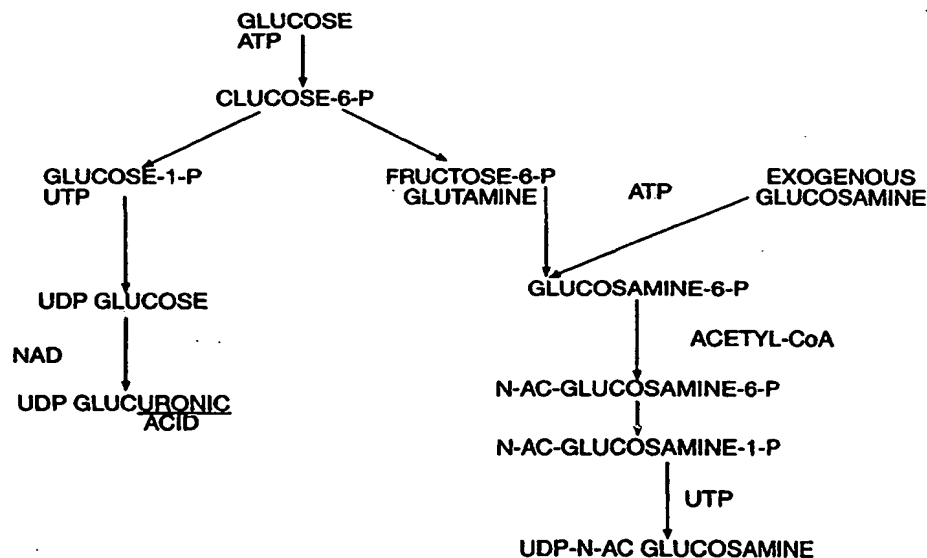 GLUCOSE
ATP
CLUCOSE-6-P
GLUCOSE-1-P
UTP
FRUCTOSE-6-P
GLUTAMINE
ATP
EXOGENOUS
GLUCOSAMINE
GLUCOSAMINE-6-P
UDP GLUCOSE
ACETYL-CoA
NAD
N-AC-GLUCOSAMINE-6-P
UDP GLUCURONIC
ACID
N-AC-GLUCOSAMINE-1-P
UTP
UDP-N-AC GLUCOSAMINE